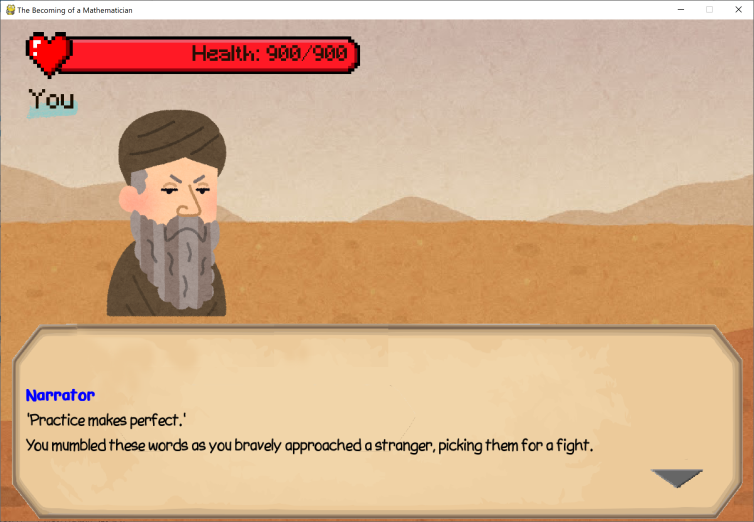 The Becoming of a Mathematician
Health: 900/900
You
Narrator
'Practice makes perfect.'
You mumbled these words as you bravely approached a stranger, picking them for a fight.